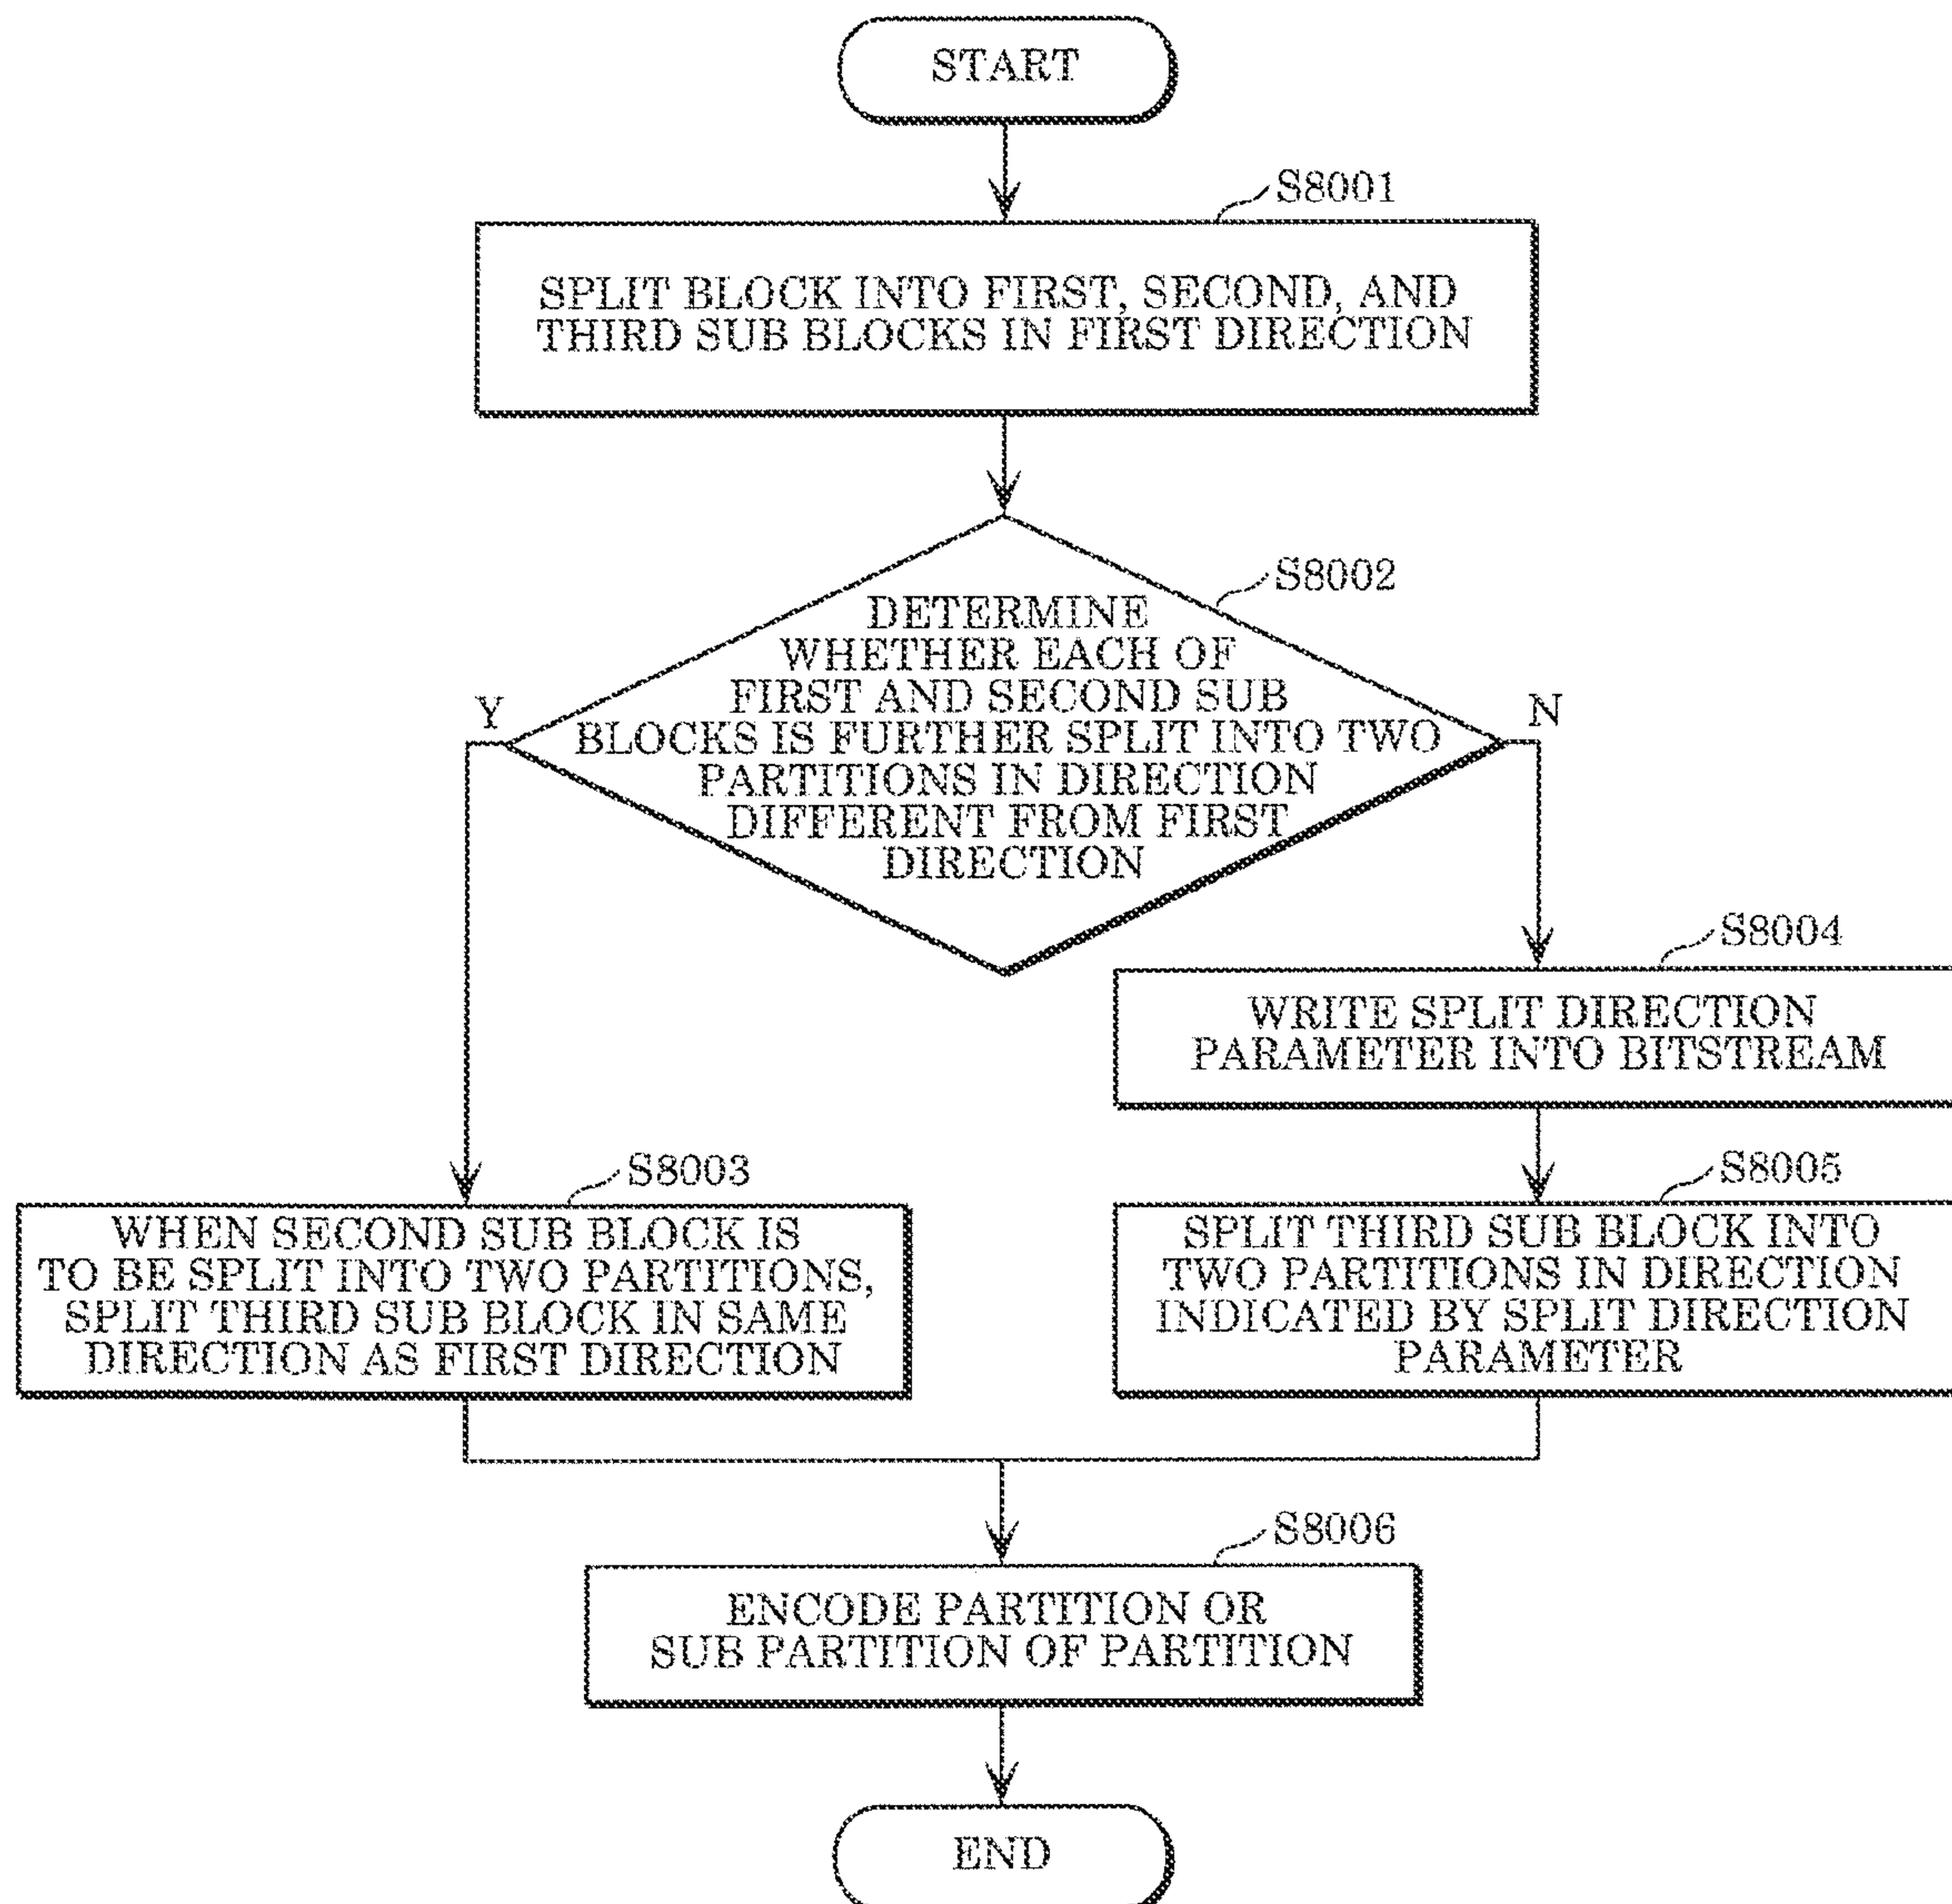 START
S8001
SPLIT BLOCK INTO FIRST, SECOND, AND
THIRD SUB BLOCKS IN FIRST DIRECTION
S8002
DETERMINE
WHETHER EACH OF
FIRST AND SECOND SUB
BLOCKS IS FURTHER SPLIT INTO TWO
PARTITIONS IN DIRECTION
DIFFERENT FROM FIRST
DIRECTION
Y
N
S8004
WRITE SPLIT DIRECTION
PARAMETER INTO BITSTREAM
S8003
WHEN SECOND SUB BLOCK IS
TO BE SPLIT INTO TWO PARTITIONS,
SPLIT THIRD SUB BLOCK IN SAME
DIRECTION AS FIRST DIRECTION
S8005
SPLIT THIRD SUB BLOCK INTO
TWO PARTITIONS IN DIRECTION
INDICATED BY SPLIT DIRECTION
PARAMETER
S8006
ENCODE PARTITION OR
SUB PARTITION OF PARTITION
END